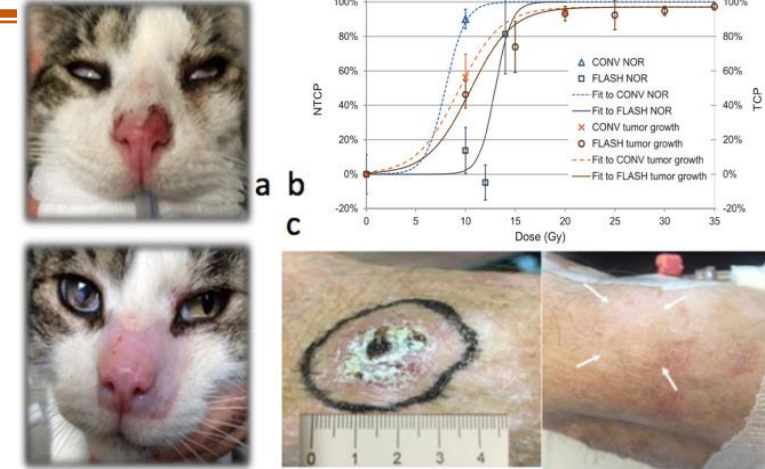 a b
c
100%
80%
60%
40%
20%
0%
-20%
NTCP
0 5 10 15 20 25 30 35
Dose (Gy)
100%
80%
60%
40%
20%
0%
-20%
TCP
CONV NOR
FLASH NOR
Fit to CONV NOR
Fit to FLASH NOR
CONV tumor growth
FLASH tumor growth
Fit to CONV tumor growth
Fit to FLASH tumor growth
0 1 2 3 4